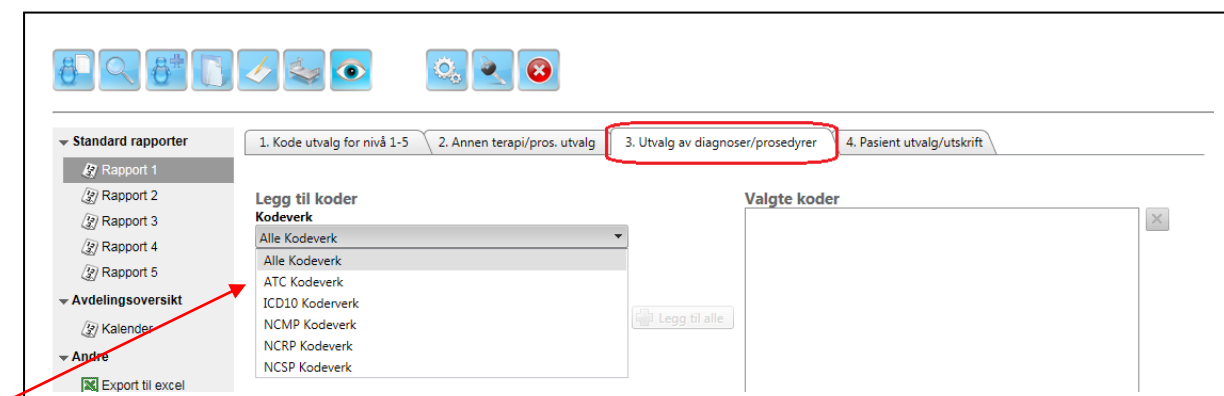 Standard rapporter
Rapport 1
Rapport 2
Rapport 3
Rapport 4
Rapport 5
Avdelingsoversikt
Kalender
Andre
Export til excel
1. Kode utvalg for nivå 1-5
2. Annen terapi/pros. utvalg
3. Utvalg av diagnoser/prosedyrer
4. Pasient utvalg/utskrift
Legg til koder
Kodeverk
Alle Kodeverk
Alle Kodeverk
ATC Kodeverk
ICD10 Koderverk
NCMP Kodeverk
NCRP Kodeverk
NCSP Kodeverk
Legg til alle
Valgte koder